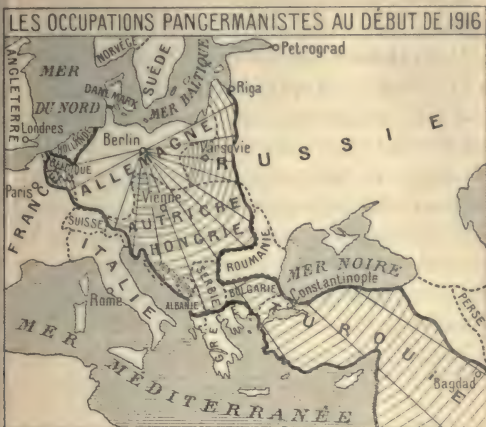 LES OCCUPATIONS PANGERMANISTES AU DÉBUT DE 1916
NORVÈGE
SUÈDE
Petrograd
ANGLETERRE
MER
DU NORD
DANEMARK
MER BALTIQUE
Riga
Londres
HOLLANDE
Berlin
BELGIQUE
ALLEMAGNE
Varsovie
RUSSIE
Paris
FRANCE
Vienne
SUISSE
AUTRICHE
HONGRIE
ROUMANIE
ITALIE
SERBIE
MER NOIRE
BULGARIE
Constantinople
Rome
ALBANIE
GRÈCE
TURQUIE
PERSE
Bagdad
MER MÉDITERRANÉE